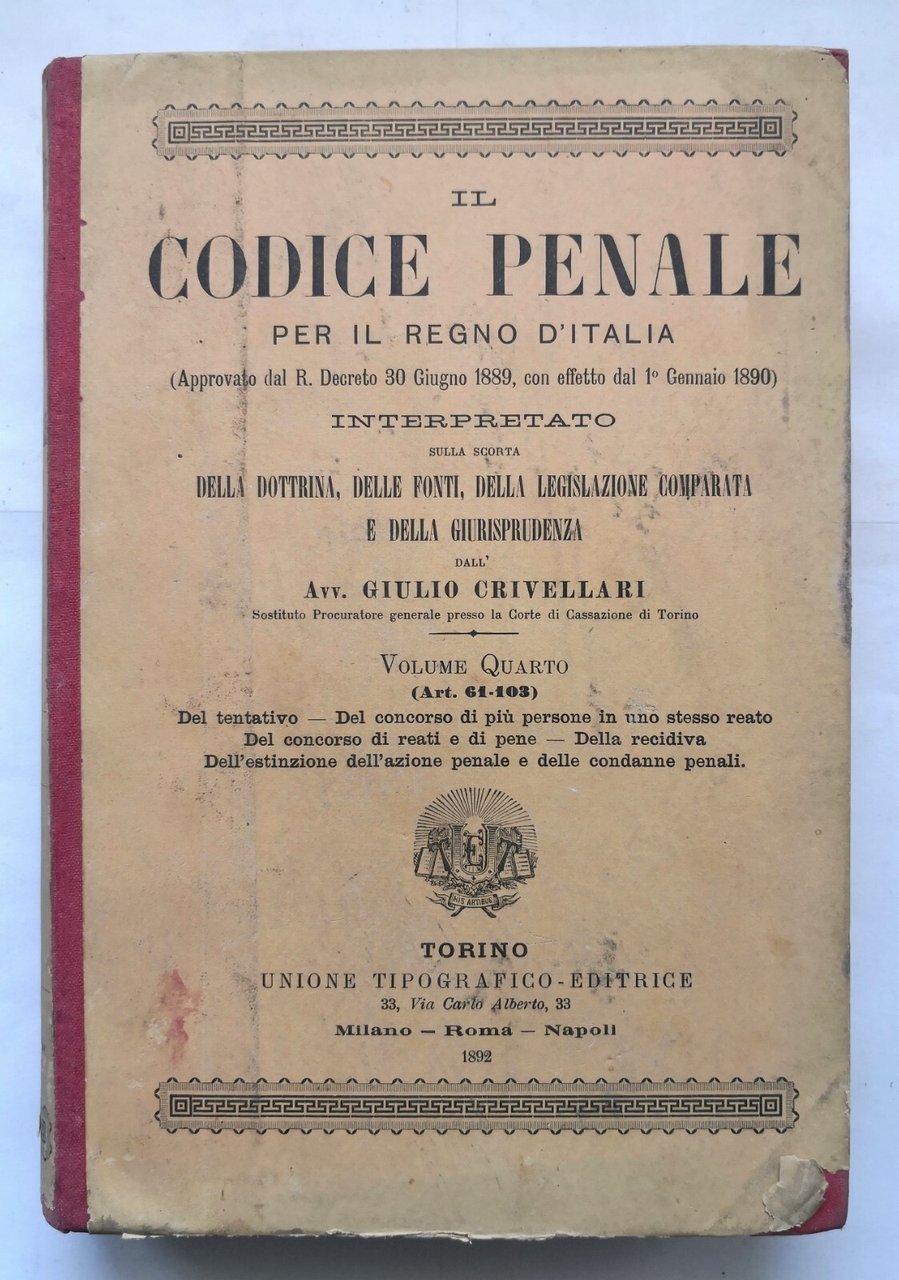 IL
CODICE PENALE
PER IL REGNO D'ITALIA
(Approvato dal R. Decreto 30 Giugno 1889, con effetto dal 1º Gennaio 1890)
INTERPRETATO
SULLA SCORTA
DELLA DOTTRINA, DELLE FONTI, DELLA LEGISLAZIONE COMPARATA
E DELLA GIURISPRUDENZA
DALL'
Avv. GIULIO CRIVELLARI
Sostituto Procuratore generale presso la Corte di Cassazione di Torino
VOLUME QUARTO
(Art. 61-103)
Del tentativo — Del concorso di più persone in uno stesso reato
Del concorso di reati e di pene — Della recidiva
Dell'estinzione dell'azione penale e delle condanne penali.
UTE
HIS ARTIBUS
TORINO
UNIONE TIPOGRAFICO-EDITRICE
33, Via Carlo Alberto, 33
Milano — Roma — Napoli
1892